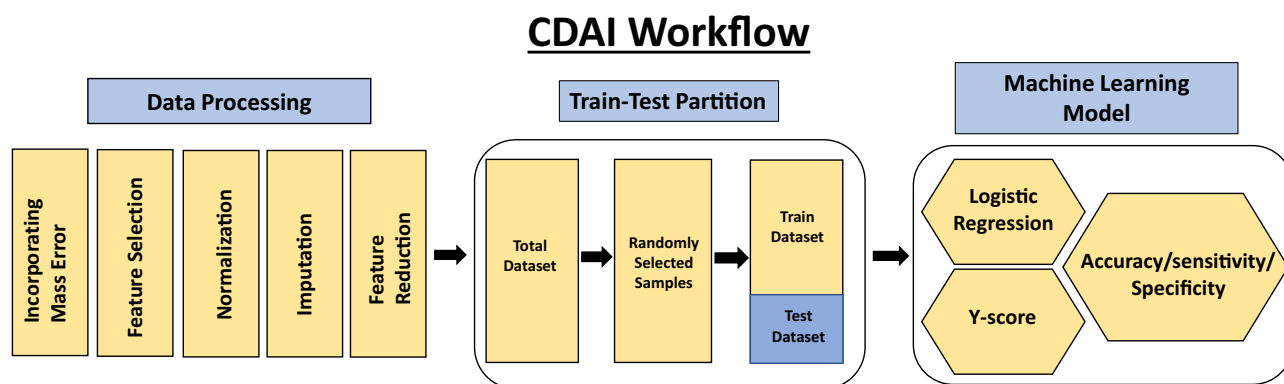 CDAI Workflow
Data Processing
Incorporating
Mass Error
Feature Selection
Normalization
Imputation
Feature
Reduction
Train-Test Partition
Total
Dataset
Randomly
Selected
Samples
Train
Dataset
Test
Dataset
Machine Learning
Model
Logistic
Regression
Y-score
Accuracy/sensitivity/
Specificity